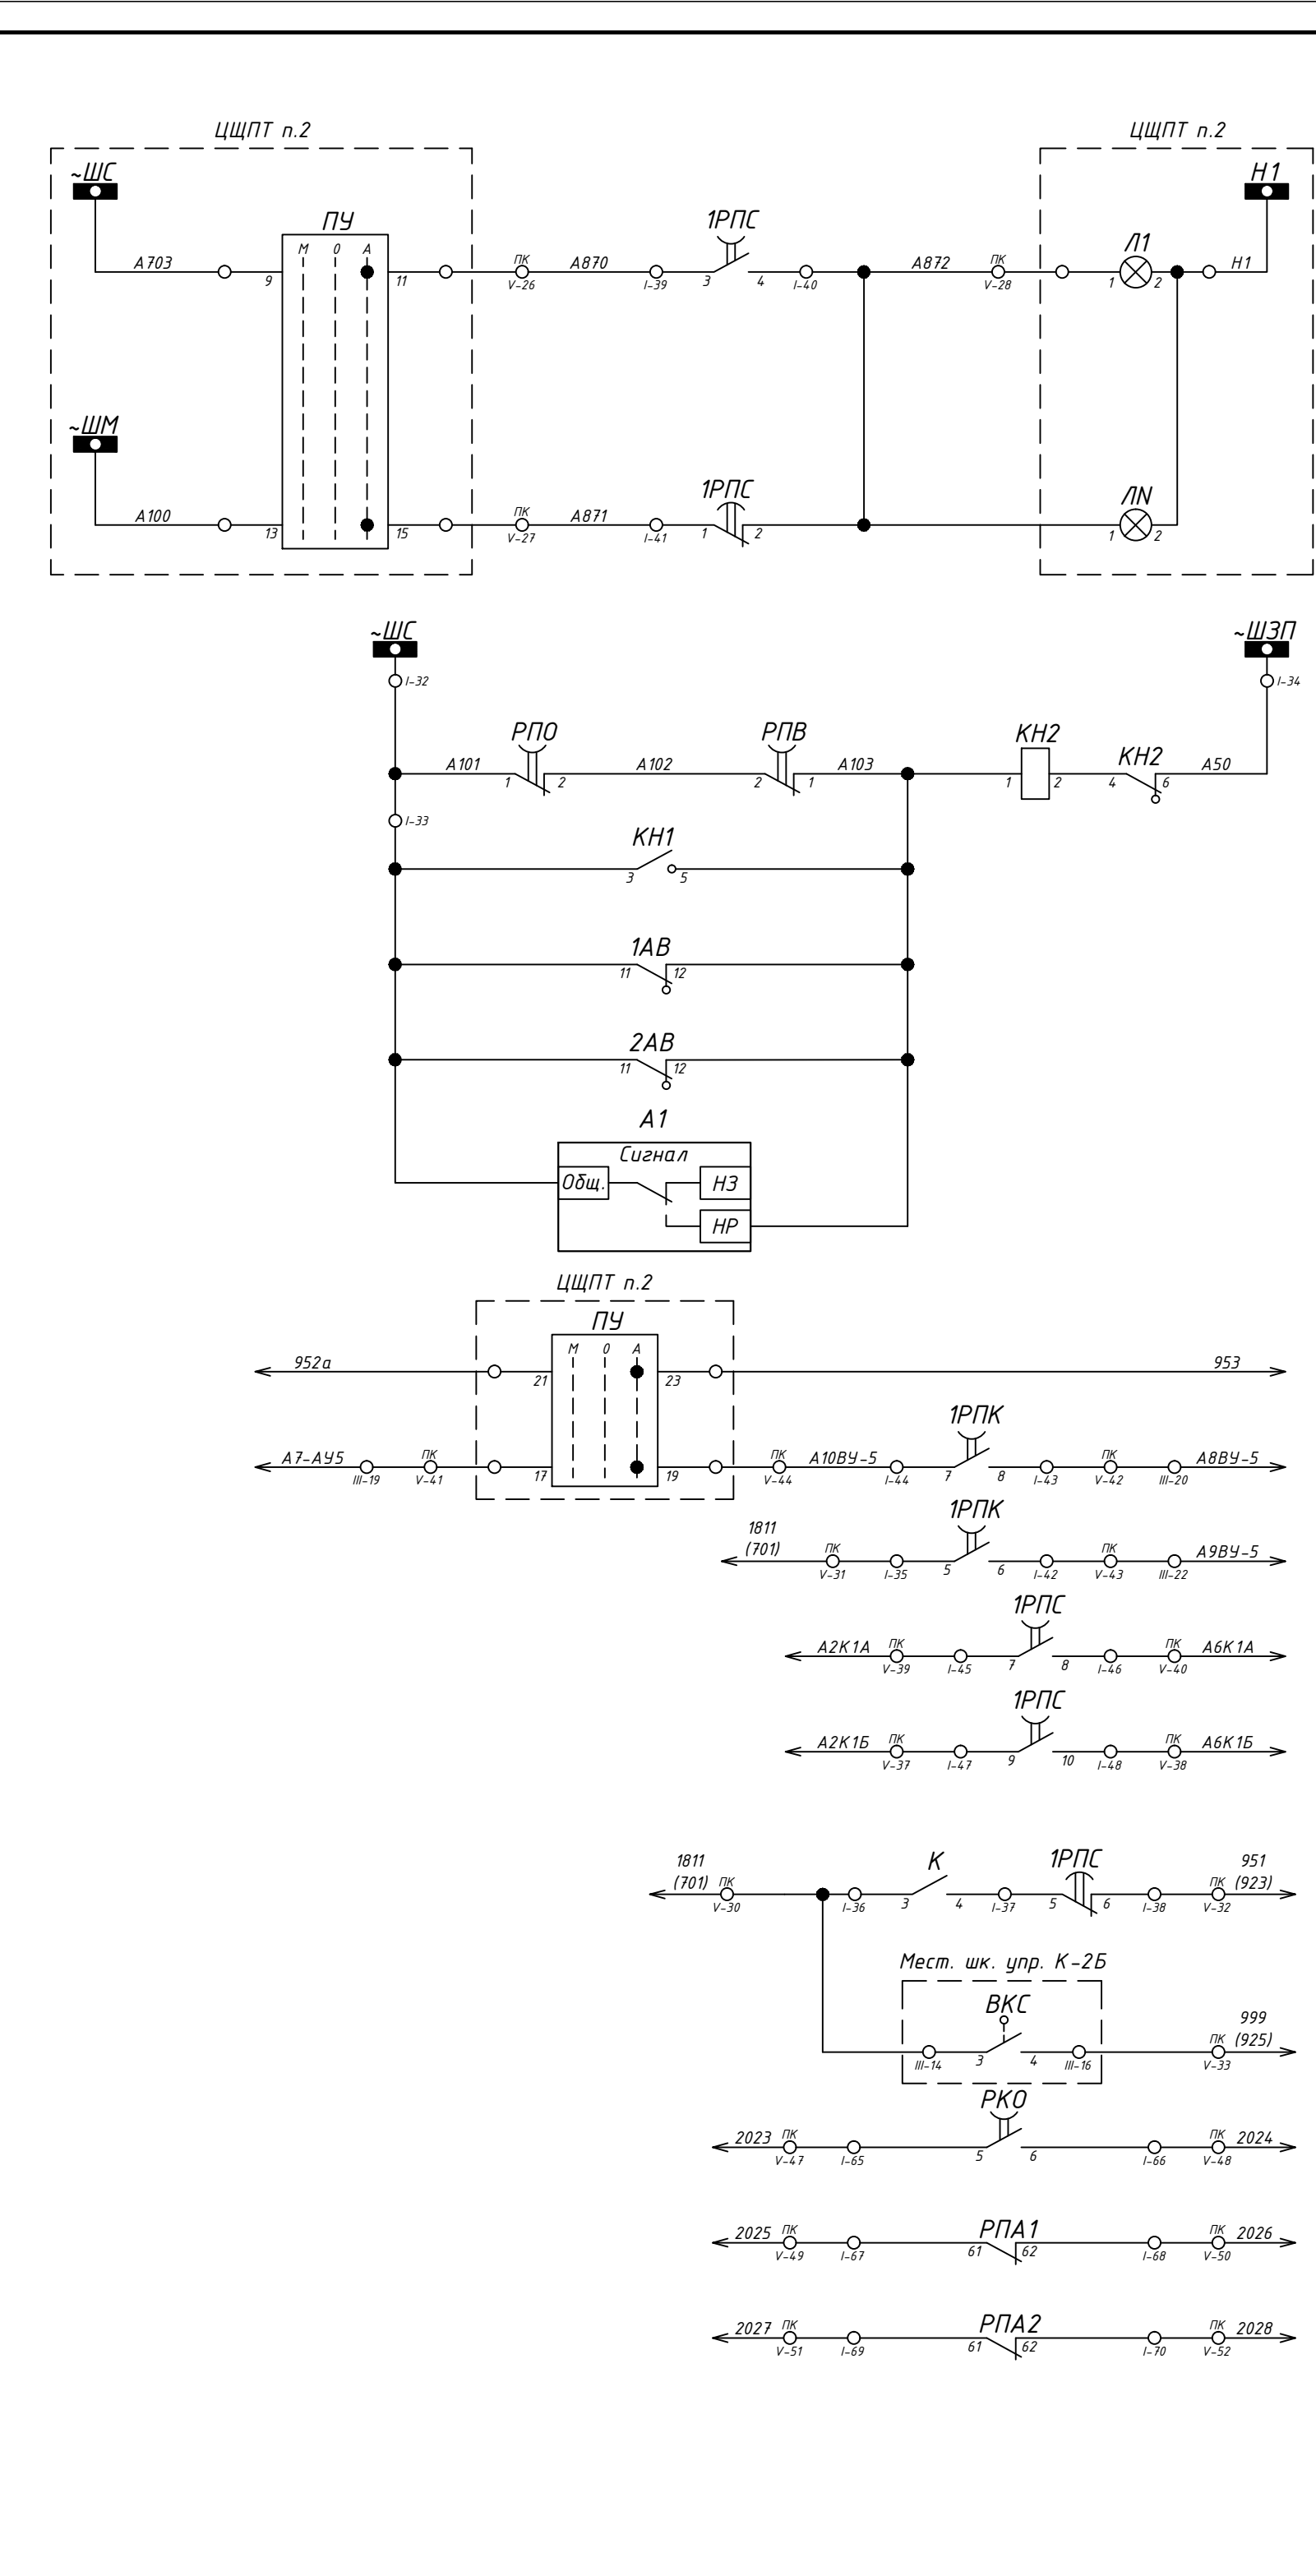 ЦЩПТ п.2
ЦЩПТ п.2
~ШС
Н1
ПУ
1РПС
Л1
М 0 А
А703
9
11
ПК
V-26
А870
I-39
3
4
I-40
А872
ПК
V-28
1
2
Н1
~ШМ
1РПС
ЛN
А100
13
15
ПК
V-27
А871
I-41
1
2
1
2
~ШС
~ШЗП
I-32
I-34
РПО
РПВ
КН2
КН2
А101
1
2
А102
2
1
А103
1
2
4
6
А50
I-33
КН1
3
5
1АВ
11
12
2АВ
11
12
А1
Сигнал
Общ.
НЗ
НР
ЦЩПТ п.2
ПУ
М 0 А
952а
21
23
953
1РПК
А7-АУ5
III-19
ПК
V-41
17
19
ПК
V-44
А10ВУ-5
I-44
7
8
I-43
ПК
V-42
III-20
А8ВУ-5
1РПК
1811
(701)
ПК
V-31
I-35
5
6
I-42
ПК
V-43
III-22
А9ВУ-5
1РПС
А2К1А
ПК
V-39
I-45
7
8
I-46
ПК
V-40
А6К1А
1РПС
А2К1Б
ПК
V-37
I-47
9
10
I-48
ПК
V-38
А6К1Б
1811
(701)
ПК
V-30
I-36
К
3
4
I-37
1РПС
5
6
I-38
ПК
V-32
951
(923)
Мест. шк. упр. К-2Б
ВКС
III-14
3
4
III-16
ПК
V-33
999
(925)
РКО
2023
ПК
V-47
I-65
5
6
I-66
ПК
V-48
2024
РПА1
2025
ПК
V-49
I-67
61
62
I-68
ПК
V-50
2026
РПА2
2027
ПК
V-51
I-69
61
62
I-70
ПК
V-52
2028